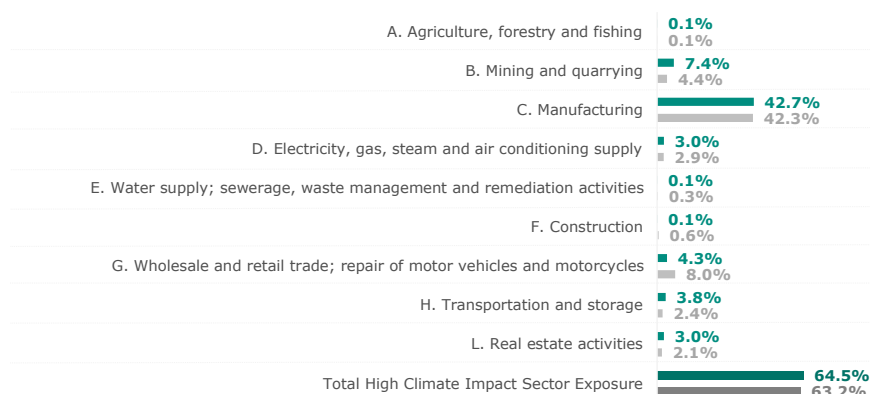 A. Agriculture, forestry and fishing
0.1%
0.1%
B. Mining and quarrying
7.4%
4.4%
C. Manufacturing
42.7%
42.3%
D. Electricity, gas, steam and air conditioning supply
3.0%
2.9%
E. Water supply; sewerage, waste management and remediation activities
0.1%
0.3%
F. Construction
0.1%
0.6%
G. Wholesale and retail trade; repair of motor vehicles and motorcycles
4.3%
8.0%
H. Transportation and storage
3.8%
2.4%
L. Real estate activities
3.0%
2.1%
Total High Climate Impact Sector Exposure
64.5%
63.2%